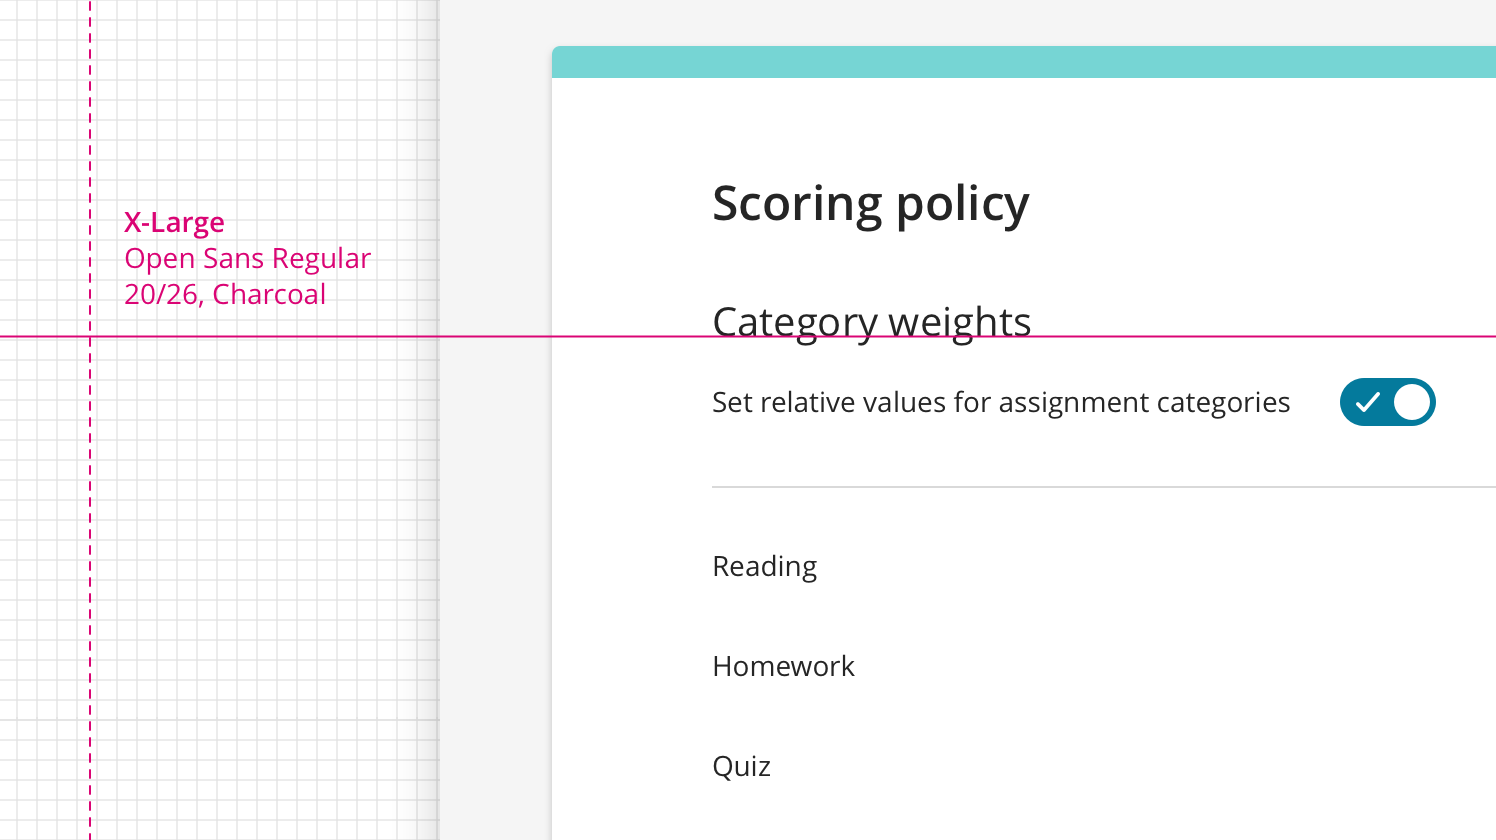 X-Large
Open Sans Regular
20/26, Charcoal
Scoring policy
Category weights
Set relative values for assignment categories
Reading
Homework
Quiz